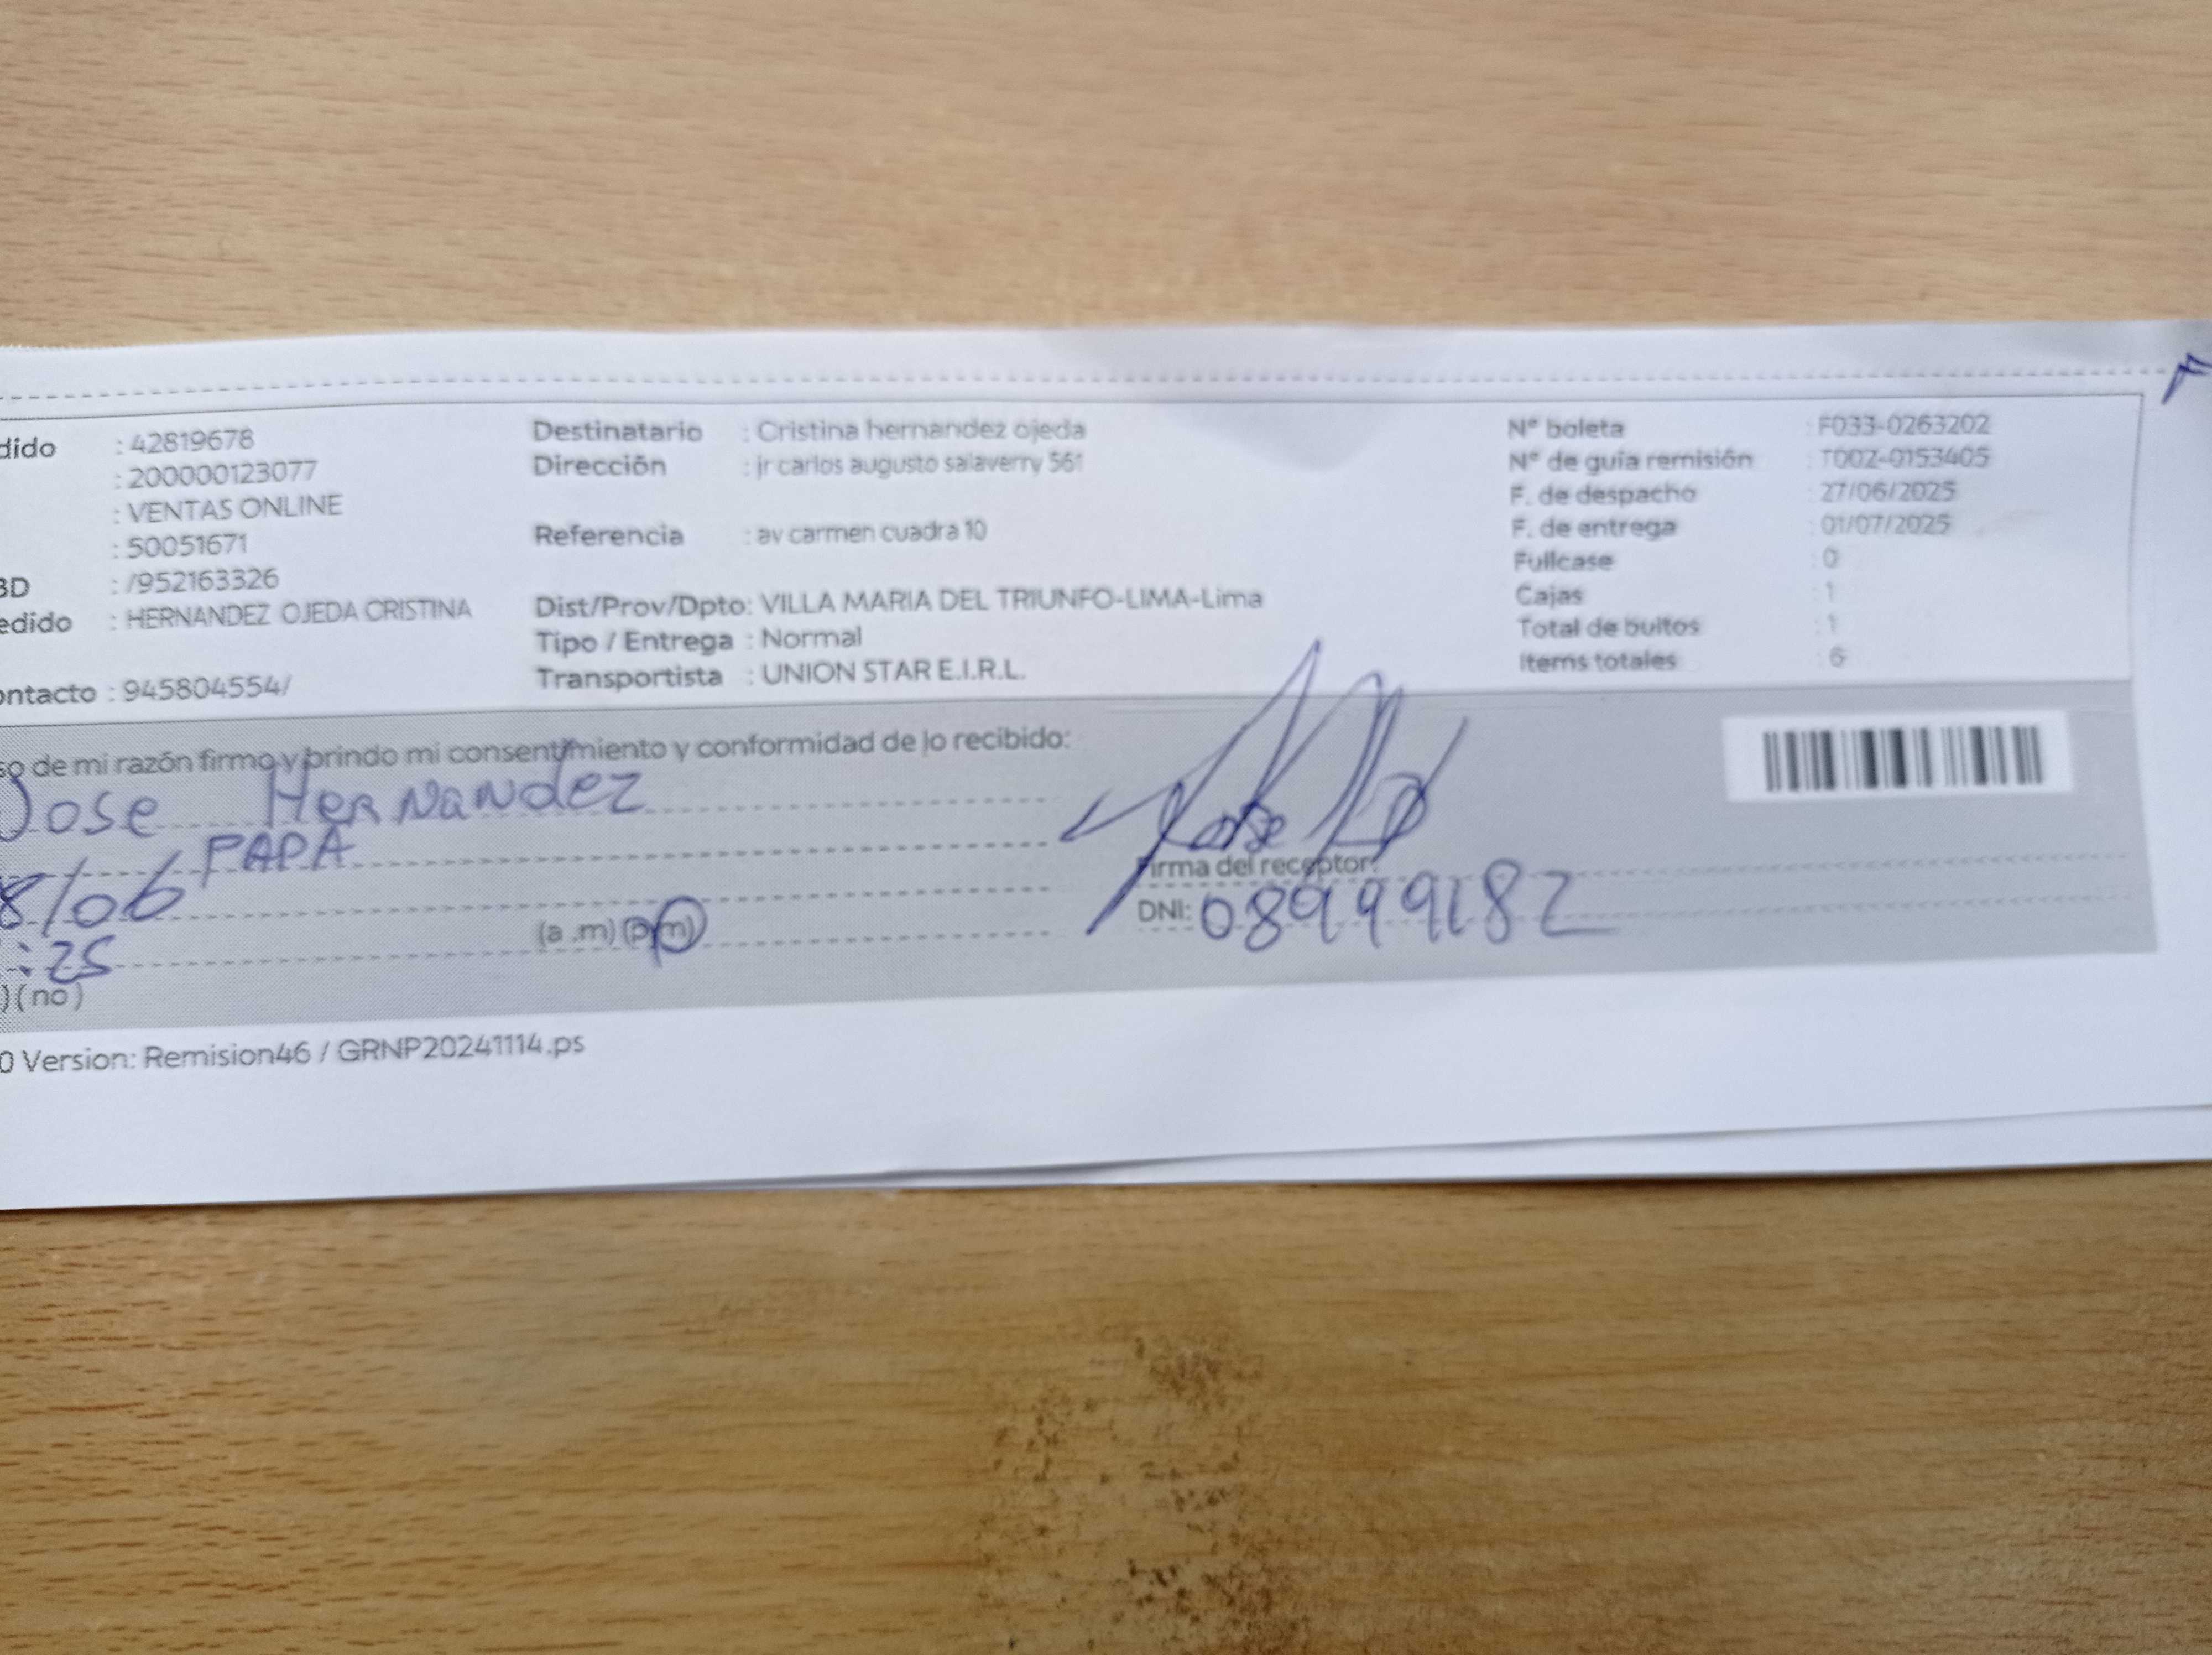 dido : 42819678
: 200000123077
: VENTAS ONLINE
: 50051671
BD : /952163326
edido : HERNANDEZ OJEDA CRISTINA
ontacto : 945804554/
Destinatario : Cristina hernandez ojeda
Dirección : jr carlos augusto salaverry 561
Referencia : av carmen cuadra 10
Dist/Prov/Dpto: VILLA MARIA DEL TRIUNFO-LIMA-Lima
Tipo / Entrega : Normal
Transportista : UNION STAR E.I.R.L.
Nº boleta : F033-0263202
Nº de guía remisión : T002-0153405
F. de despacho : 27/06/2025
F. de entrega : 01/07/2025
Fullcase : 0
Cajas : 1
Total de bultos : 1
Items totales : 6
so de mi razón firmo y brindo mi consentimiento y conformidad de lo recibido:
Jose Hernandez
PAPA
8/06
:25 (a .m) (p.m)
)(no)
Firma del receptor:
DNI: 08999182
0 Version: Remision46 / GRNP20241114.ps